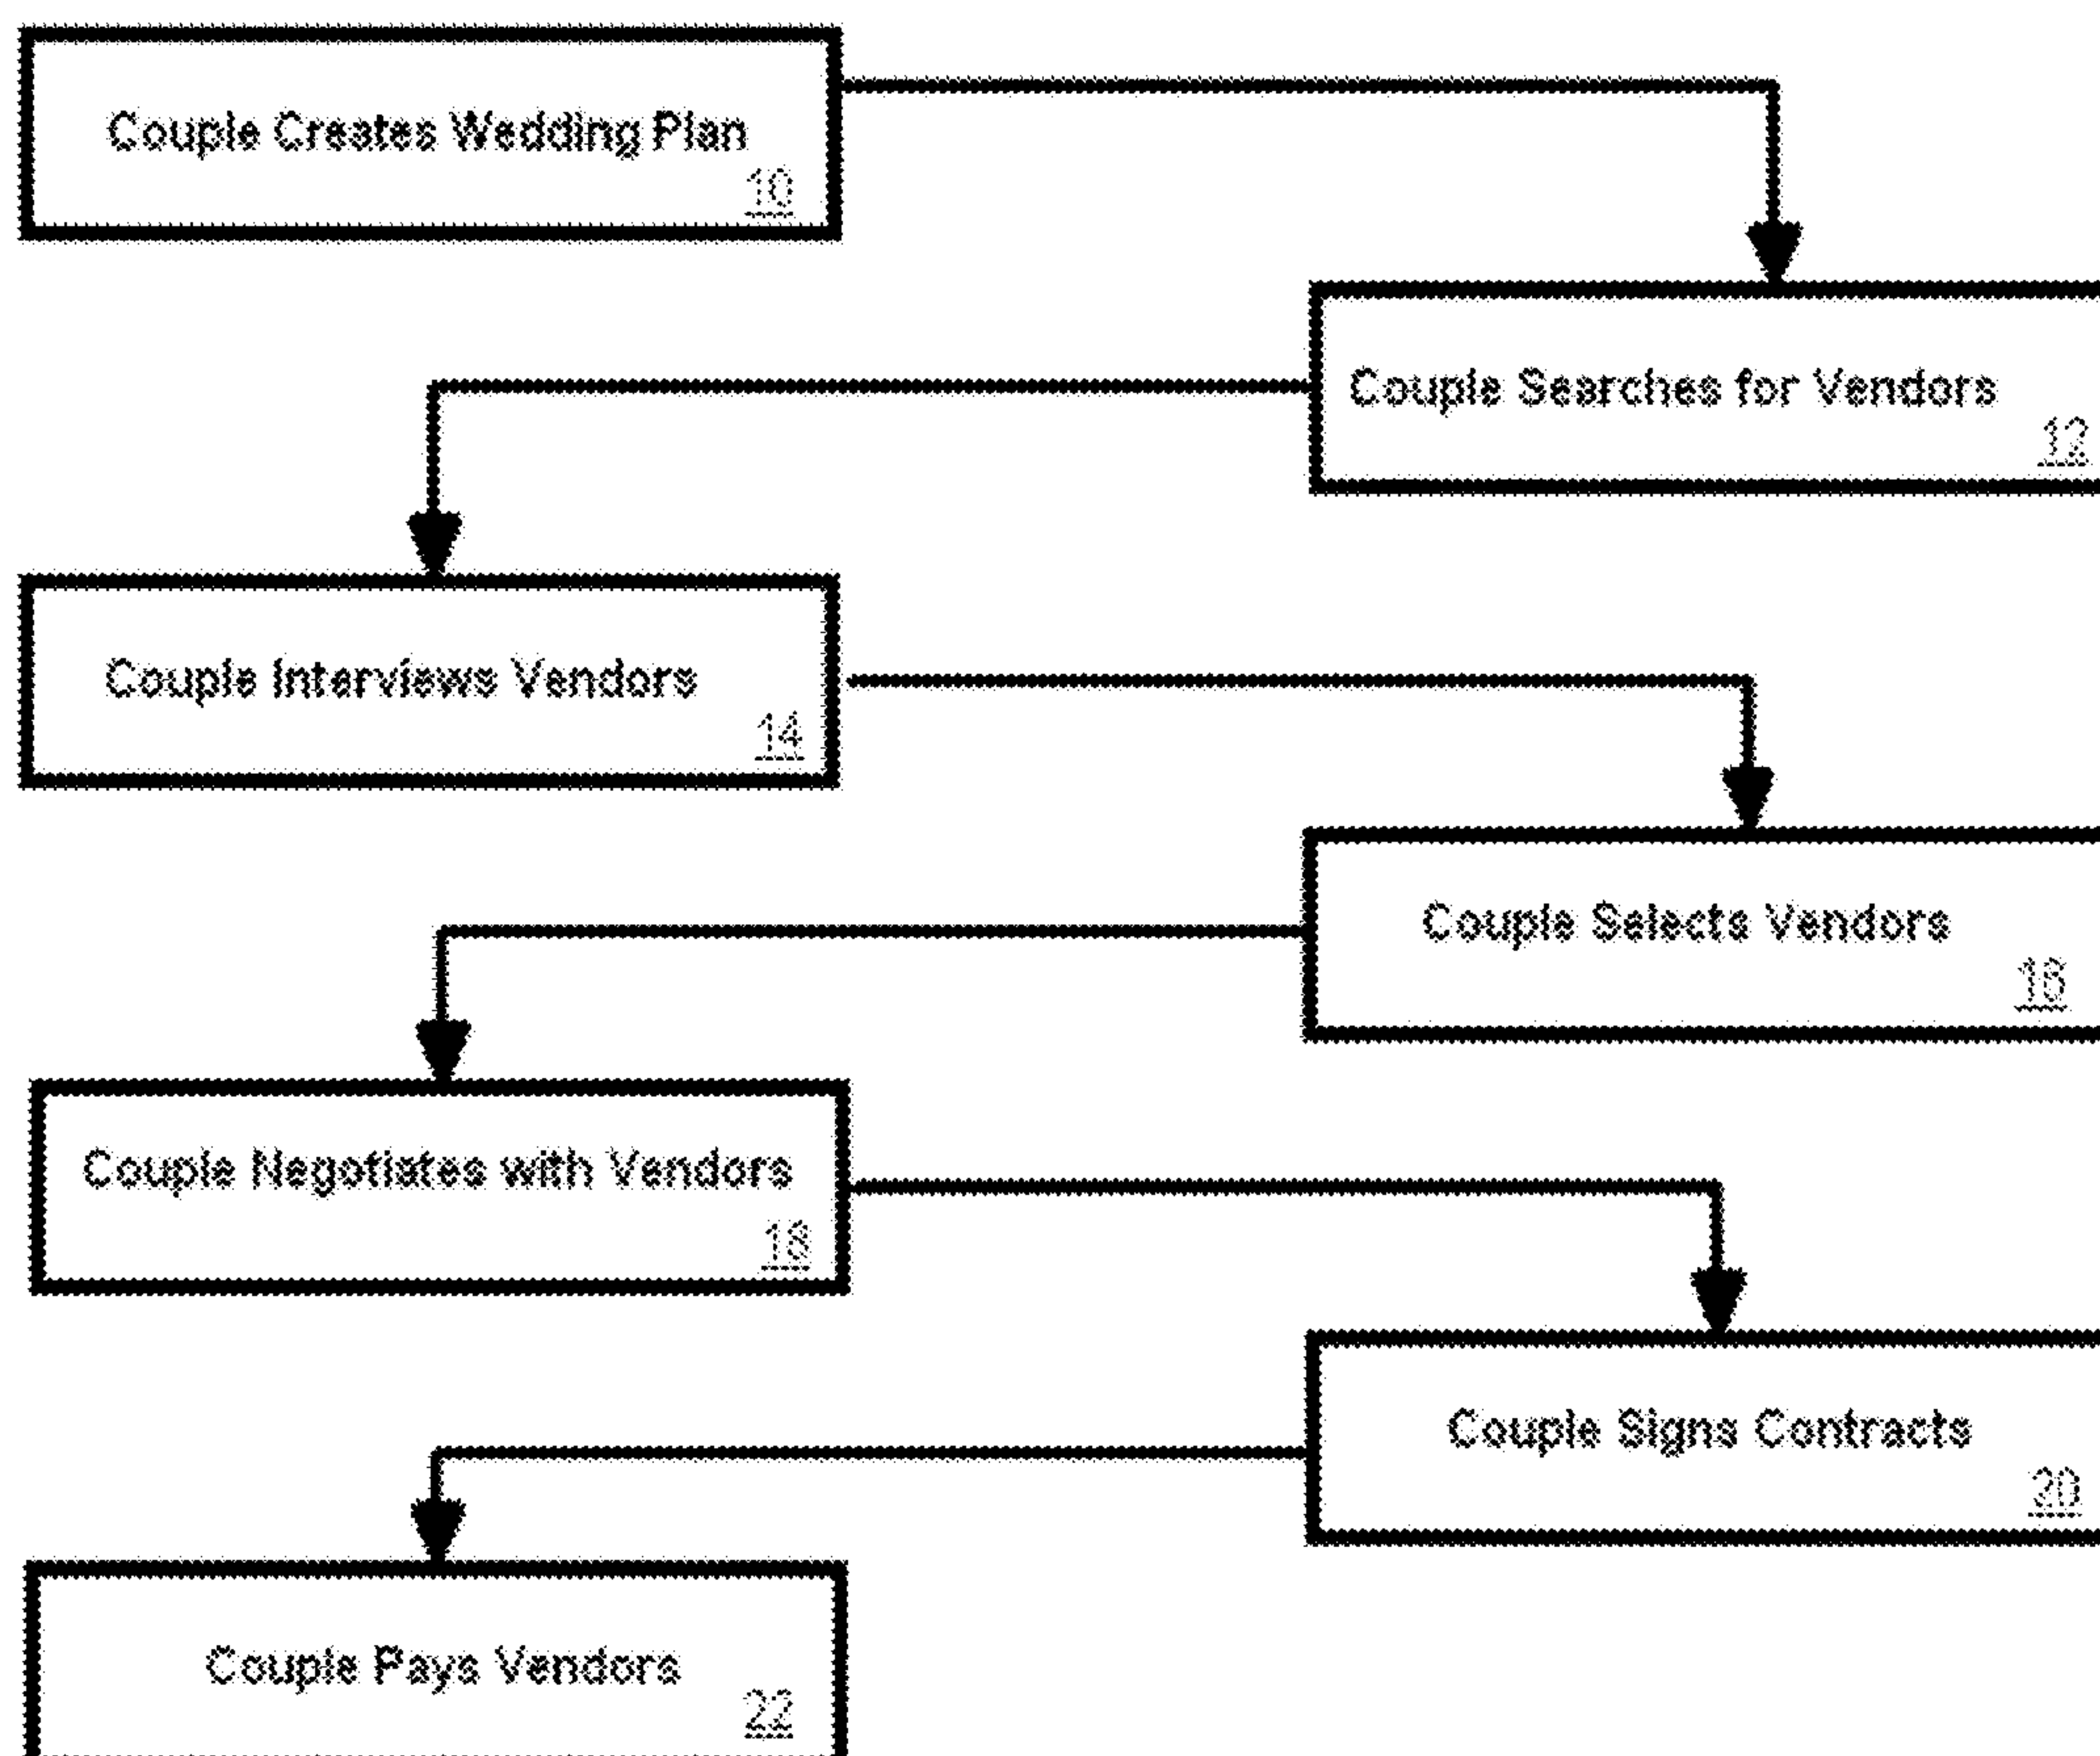 Couple Creates Wedding Plan
10
Couple Searches for Vendors
12
Couple Interviews Vendors
14
Couple Selects Vendors
16
Couple Negotiates with Vendors
18
Couple Signs Contracts
20
Couple Pays Vendors
22